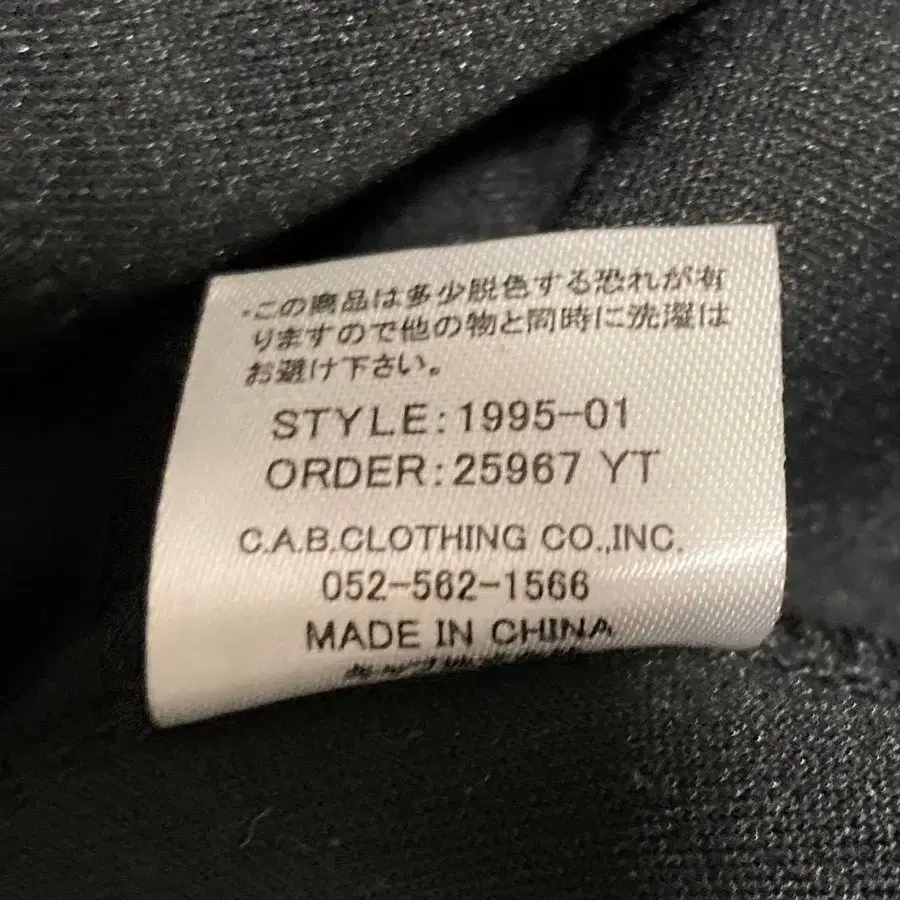 ・この商品は多少脱色する恐れが有
りますので他の物と同時に洗濯は
お避け下さい。
STYLE:1995-01
ORDER:25967 YT
C.A.B.CLOTHING CO.,INC.
052-562-1566
MADE IN CHINA